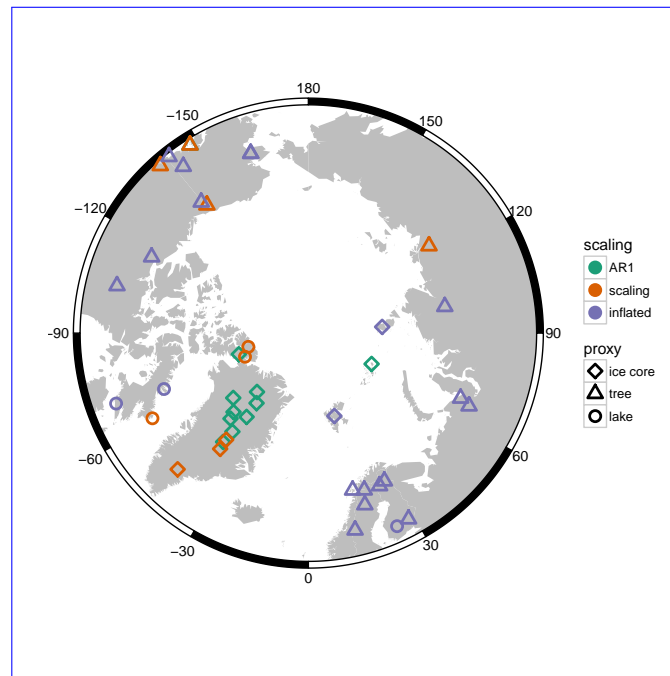 180
−150
150
−120
120
-90
90
−60
60
−30
30
0
scaling
AR1
scaling
inflated
proxy
ice core
tree
lake